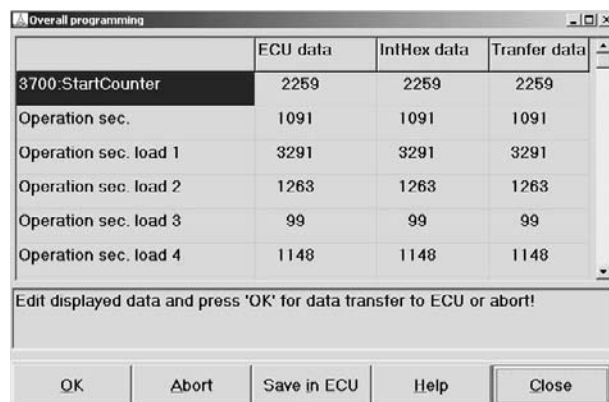 Overall programming
ECU data IntHex data Tranfer data
3700:StartCounter 2259 2259 2259
Operation sec. 1091 1091 1091
Operation sec. load 1 3291 3291 3291
Operation sec. load 2 1263 1263 1263
Operation sec. load 3 99 99 99
Operation sec. load 4 1148 1148 1148
Edit displayed data and press 'OK' for data transfer to ECU or abort!
OK Abort Save in ECU Help Close